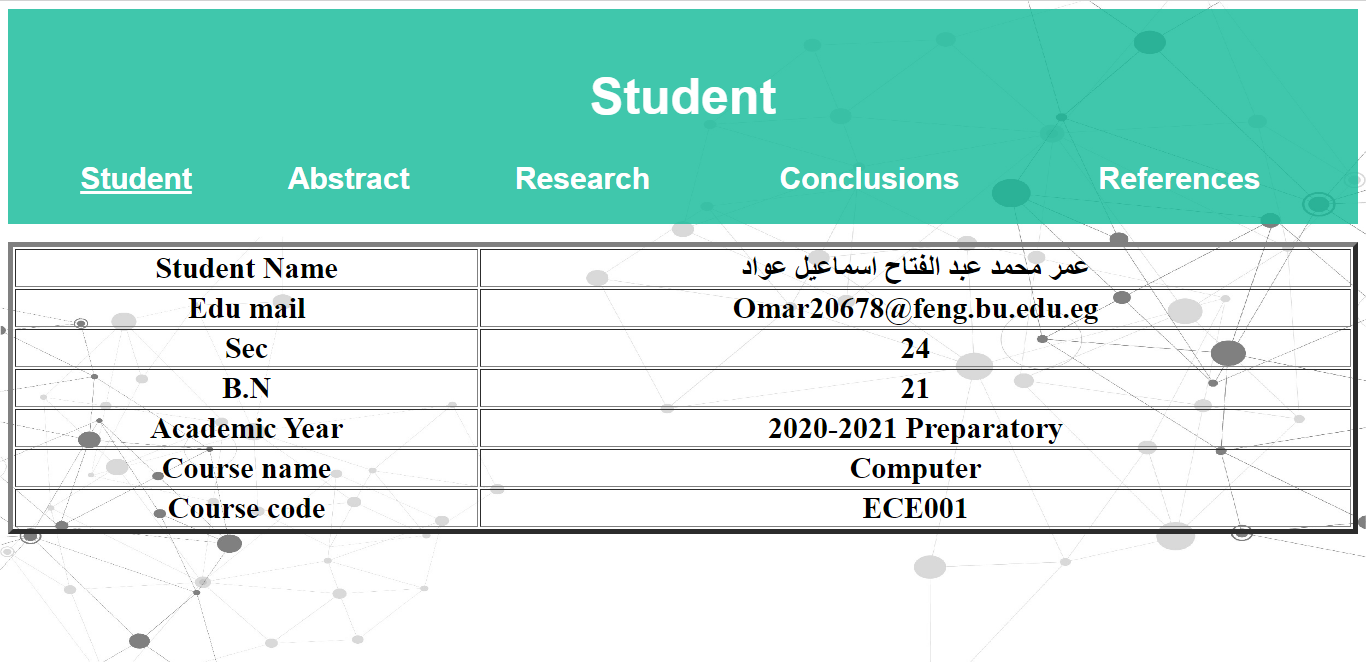 Student
Student Abstract Research Conclusions References
Student Name عمر محمد عبد الفتاح اسماعيل عواد
Edu mail Omar20678@feng.bu.edu.eg
Sec 24
B.N 21
Academic Year 2020-2021 Preparatory
Course name Computer
Course code ECE001